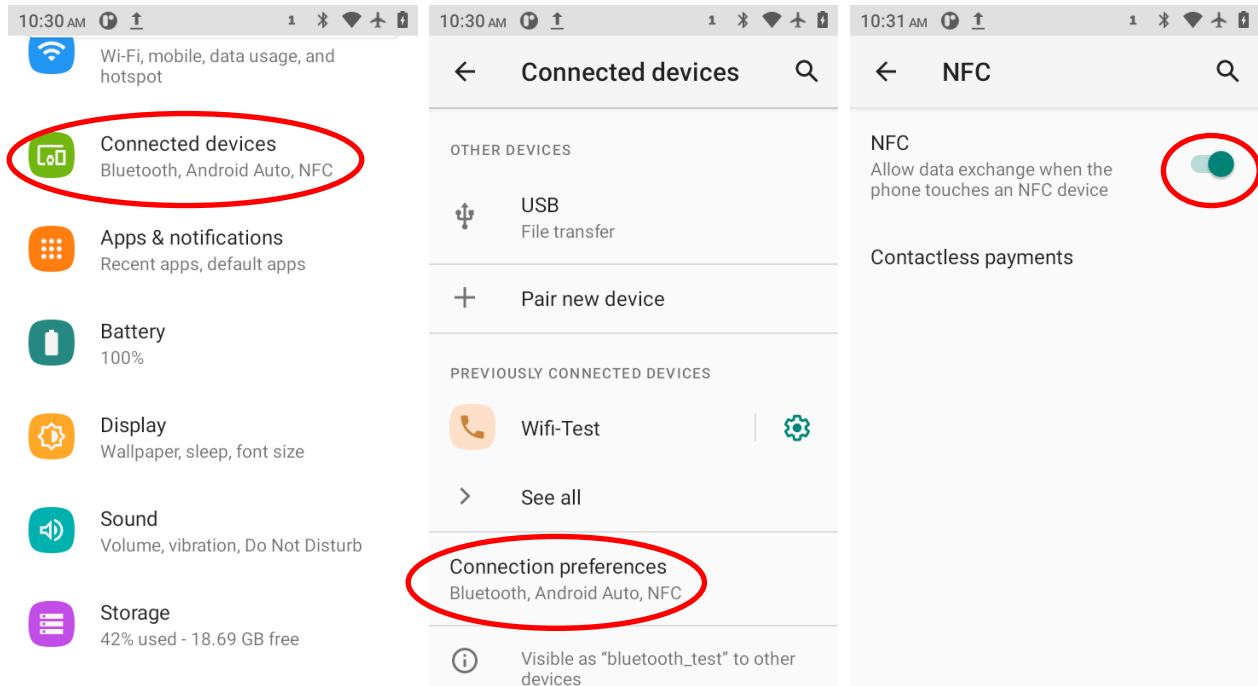 10:30 AM
1
Wi-Fi, mobile, data usage, and
hotspot
Connected devices
Bluetooth, Android Auto, NFC
Apps & notifications
Recent apps, default apps
Battery
100%
Display
Wallpaper, sleep, font size
Sound
Volume, vibration, Do Not Disturb
Storage
42% used - 18.69 GB free
10:30 AM
1
Connected devices
OTHER DEVICES
USB
File transfer
Pair new device
PREVIOUSLY CONNECTED DEVICES
Wifi-Test
See all
Connection preferences
Bluetooth, Android Auto, NFC
Visible as “bluetooth_test” to other
devices
10:31 AM
1
NFC
NFC
Allow data exchange when the
phone touches an NFC device
Contactless payments